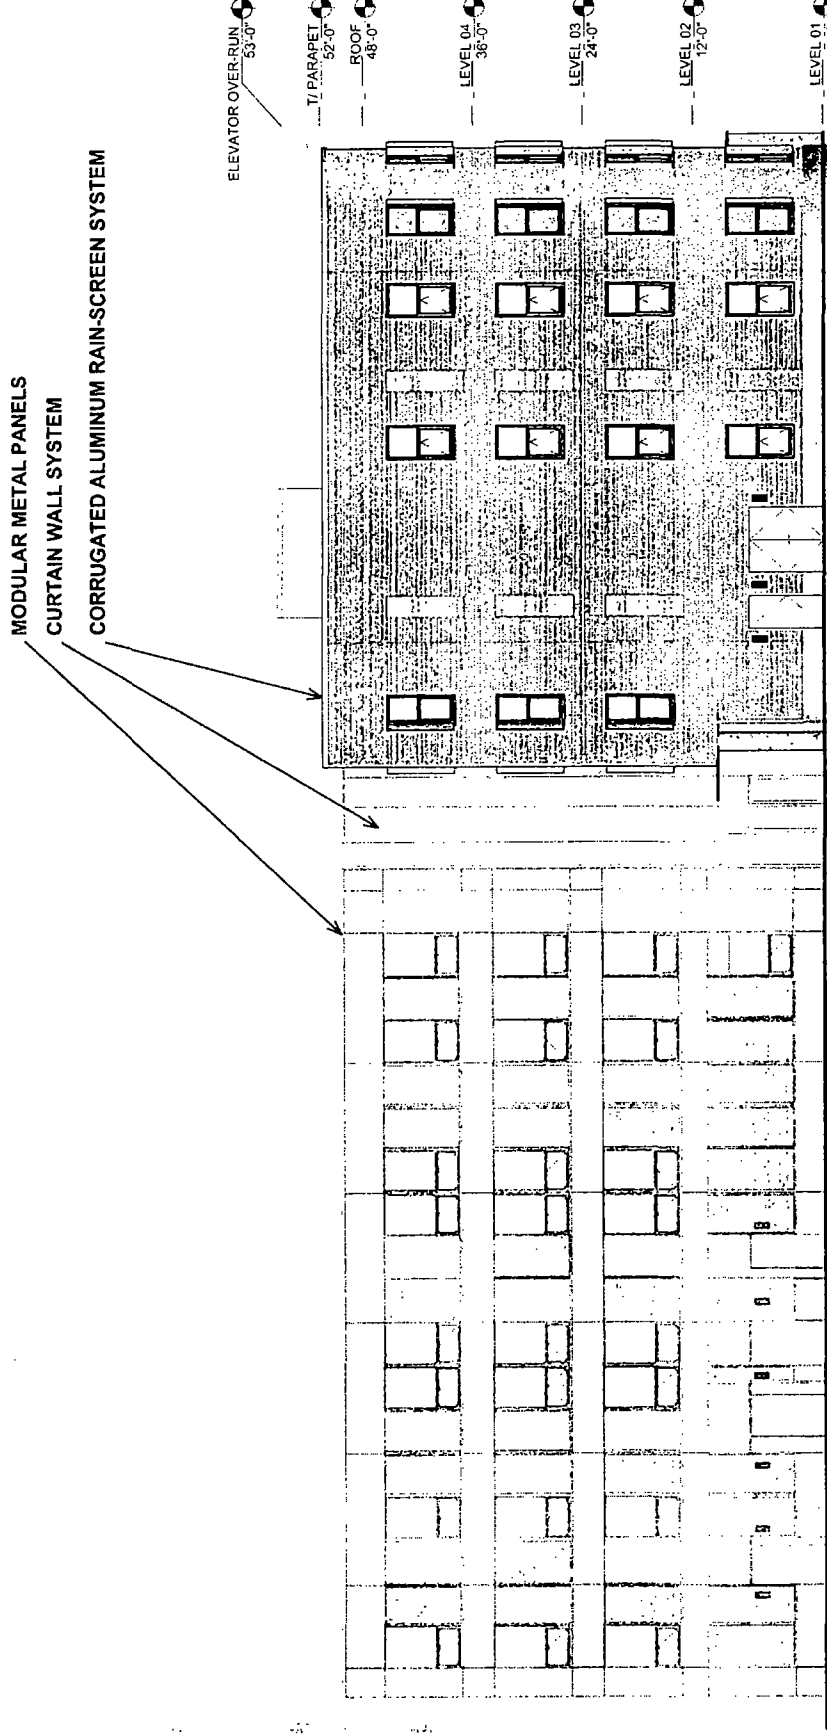 MODULAR METAL PANELS
CURTAIN WALL SYSTEM
CORRUGATED ALUMINUM RAIN-SCREEN SYSTEM
ELEVATOR OVER-RUN
53'-0"
T/ PARAPET
52'-0"
ROOF
48'-0"
LEVEL 04
36'-0"
LEVEL 03
24'-0"
LEVEL 02
12'-0"
LEVEL 01